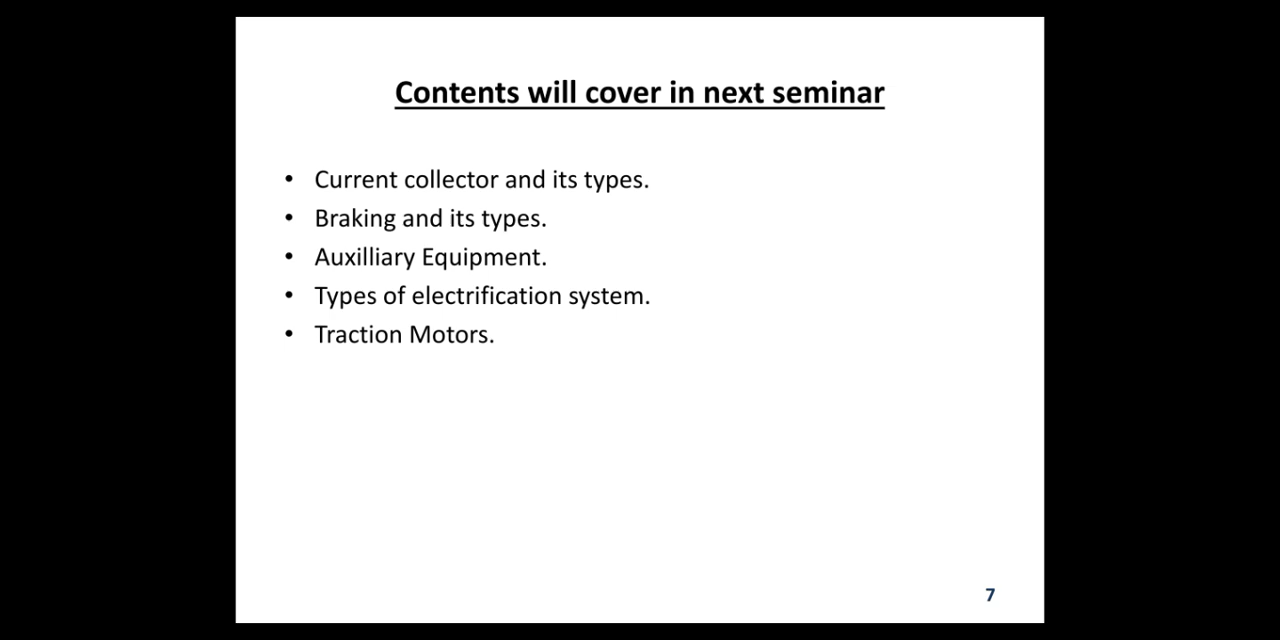 Contents will cover in next seminar
• Current collector and its types.
• Braking and its types.
• Auxilliary Equipment.
• Types of electrification system.
• Traction Motors.
7